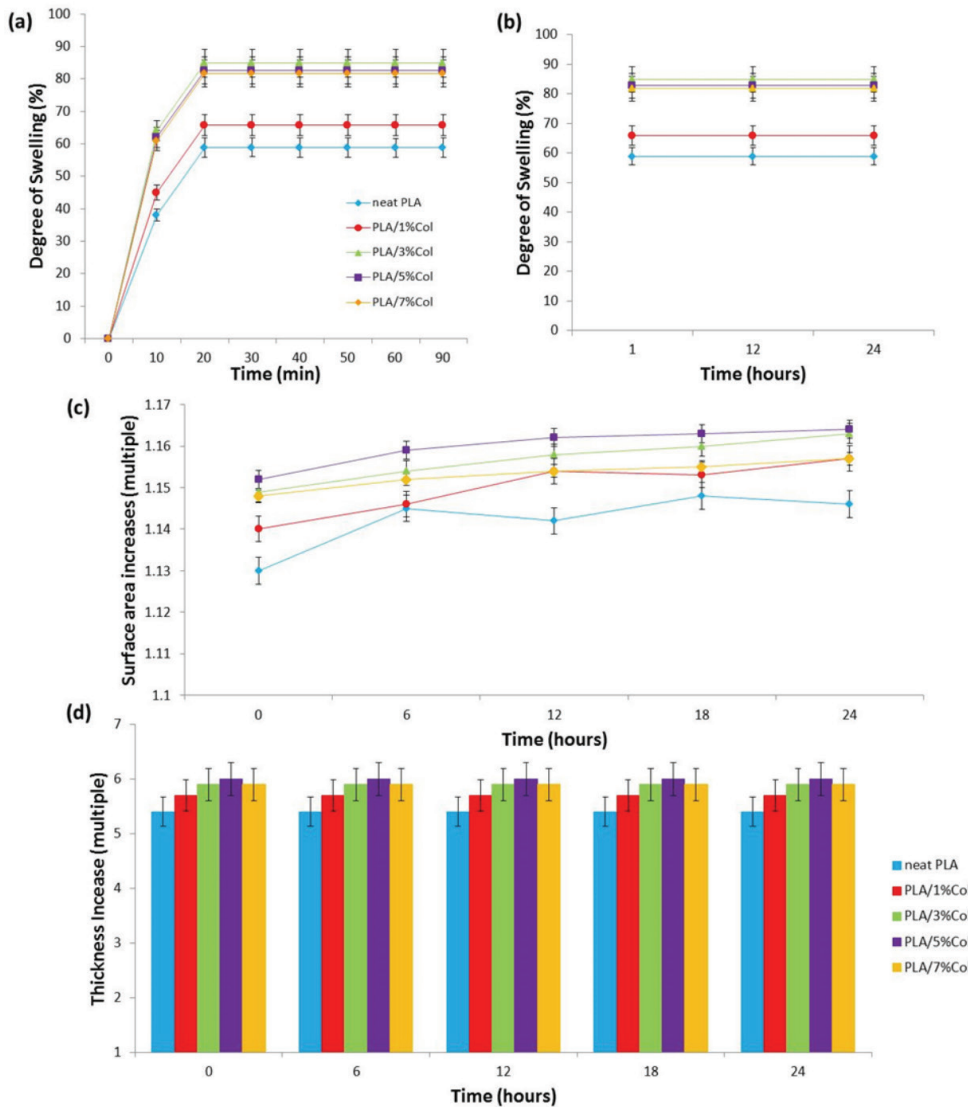 (a)
100
90
80
70
60
50
40
30
20
10
0
Degree of Swelling (%)
neat PLA
PLA/1%Col
PLA/3%Col
PLA/5%Col
PLA/7%Col
0 10 20 30 40 50 60 90
Time (min)
(b)
100
90
80
70
60
50
40
30
20
10
0
Degree of Swelling (%)
1 12 24
Time (hours)
(c)
1.17
1.16
1.15
1.14
1.13
1.12
1.11
1.1
Surface area increases (multiple)
0 6 12 18 24
Time (hours)
(d)
7
6
5
4
3
2
1
Thickness Incease (multiple)
neat PLA
PLA/1%Col
PLA/3%Col
PLA/5%Col
PLA/7%Col
0 6 12 18 24
Time (hours)